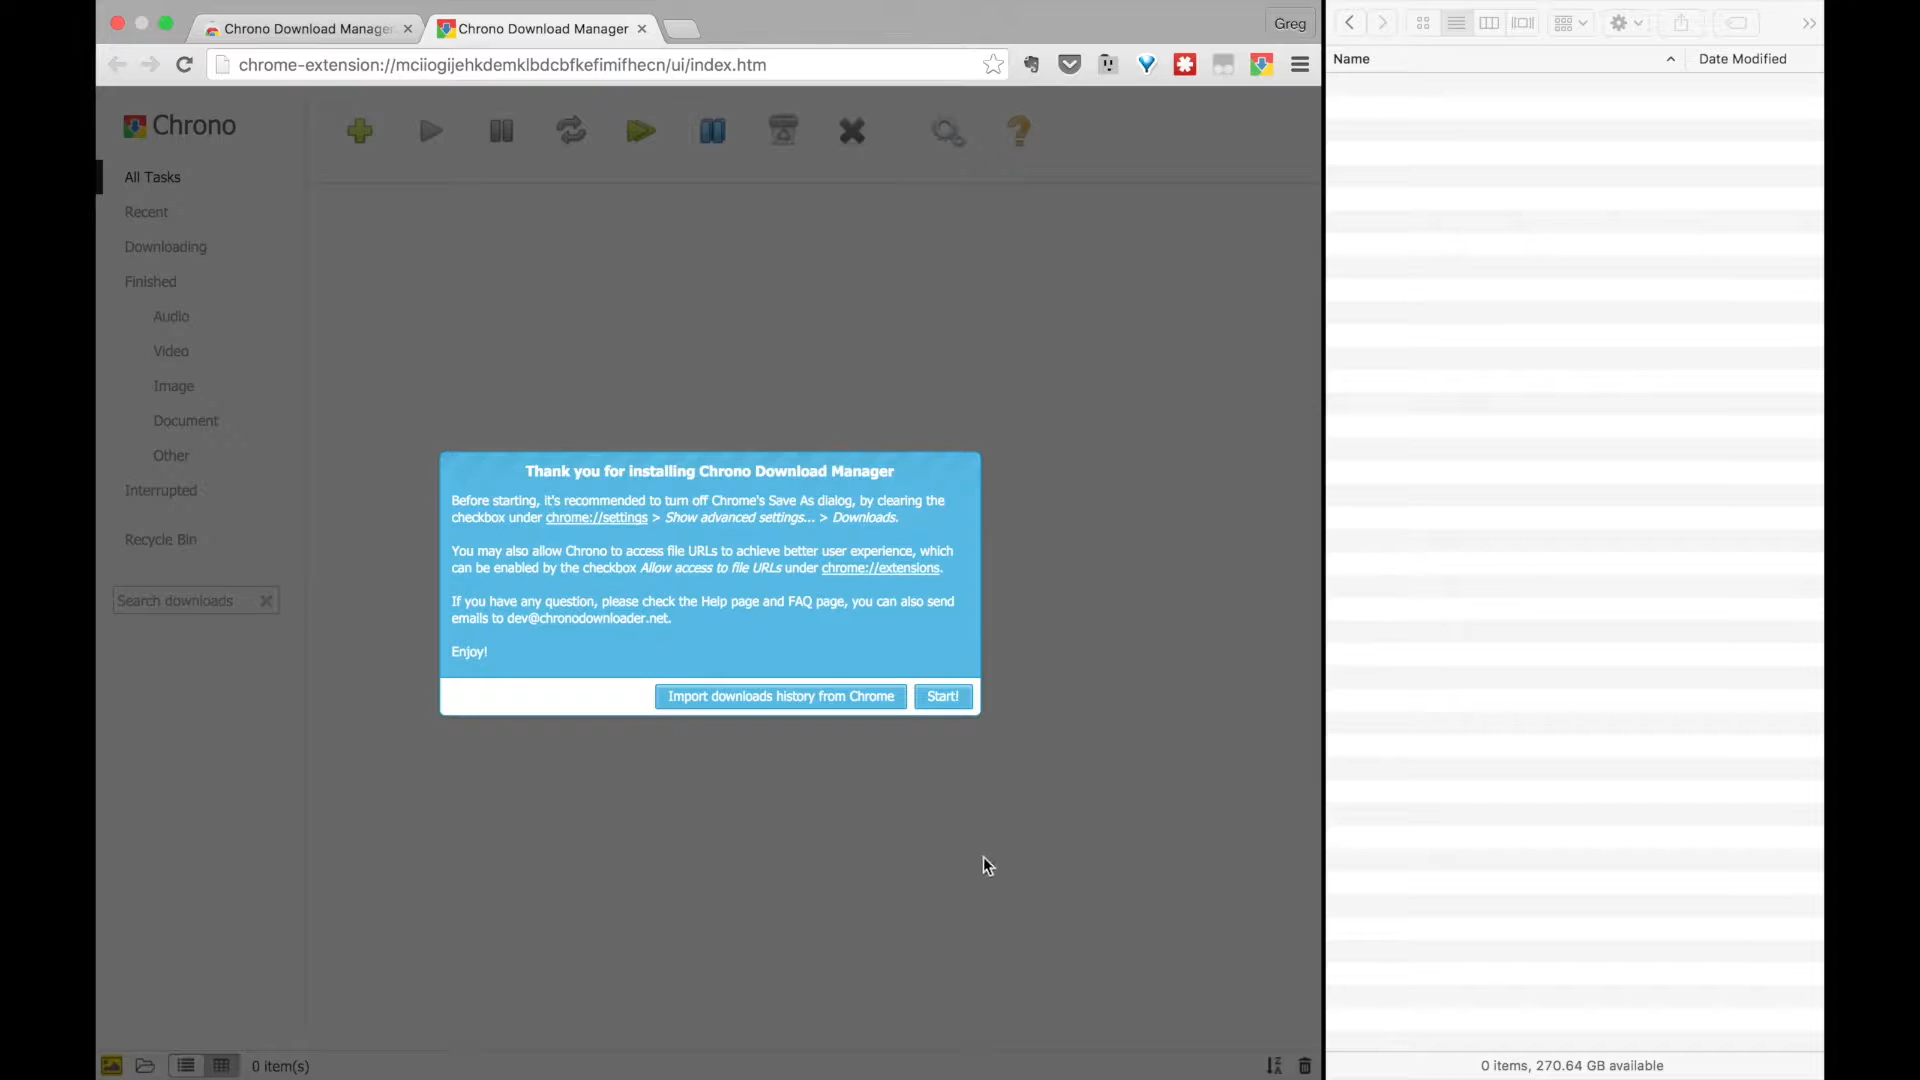 Chrono Download Manager
Chrono Download Manager
Greg
chrome-extension://mciiogijehkdemklbdcbfkefimifhecn/ui/index.htm
Name
Date Modified
Chrono
All Tasks
Recent
Downloading
Finished
Audio
Video
Image
Document
Other
Interrupted
Recycle Bin
Search downloads
Thank you for installing Chrono Download Manager
Before starting, it's recommended to turn off Chrome's Save As dialog, by clearing the
checkbox under chrome://settings > Show advanced settings... > Downloads.
You may also allow Chrono to access file URLs to achieve better user experience, which
can be enabled by the checkbox Allow access to file URLs under chrome://extensions.
If you have any question, please check the Help page and FAQ page, you can also send
emails to dev@chronodownloader.net.
Enjoy!
Import downloads history from Chrome
Start!
0 item(s)
0 items, 270.64 GB available